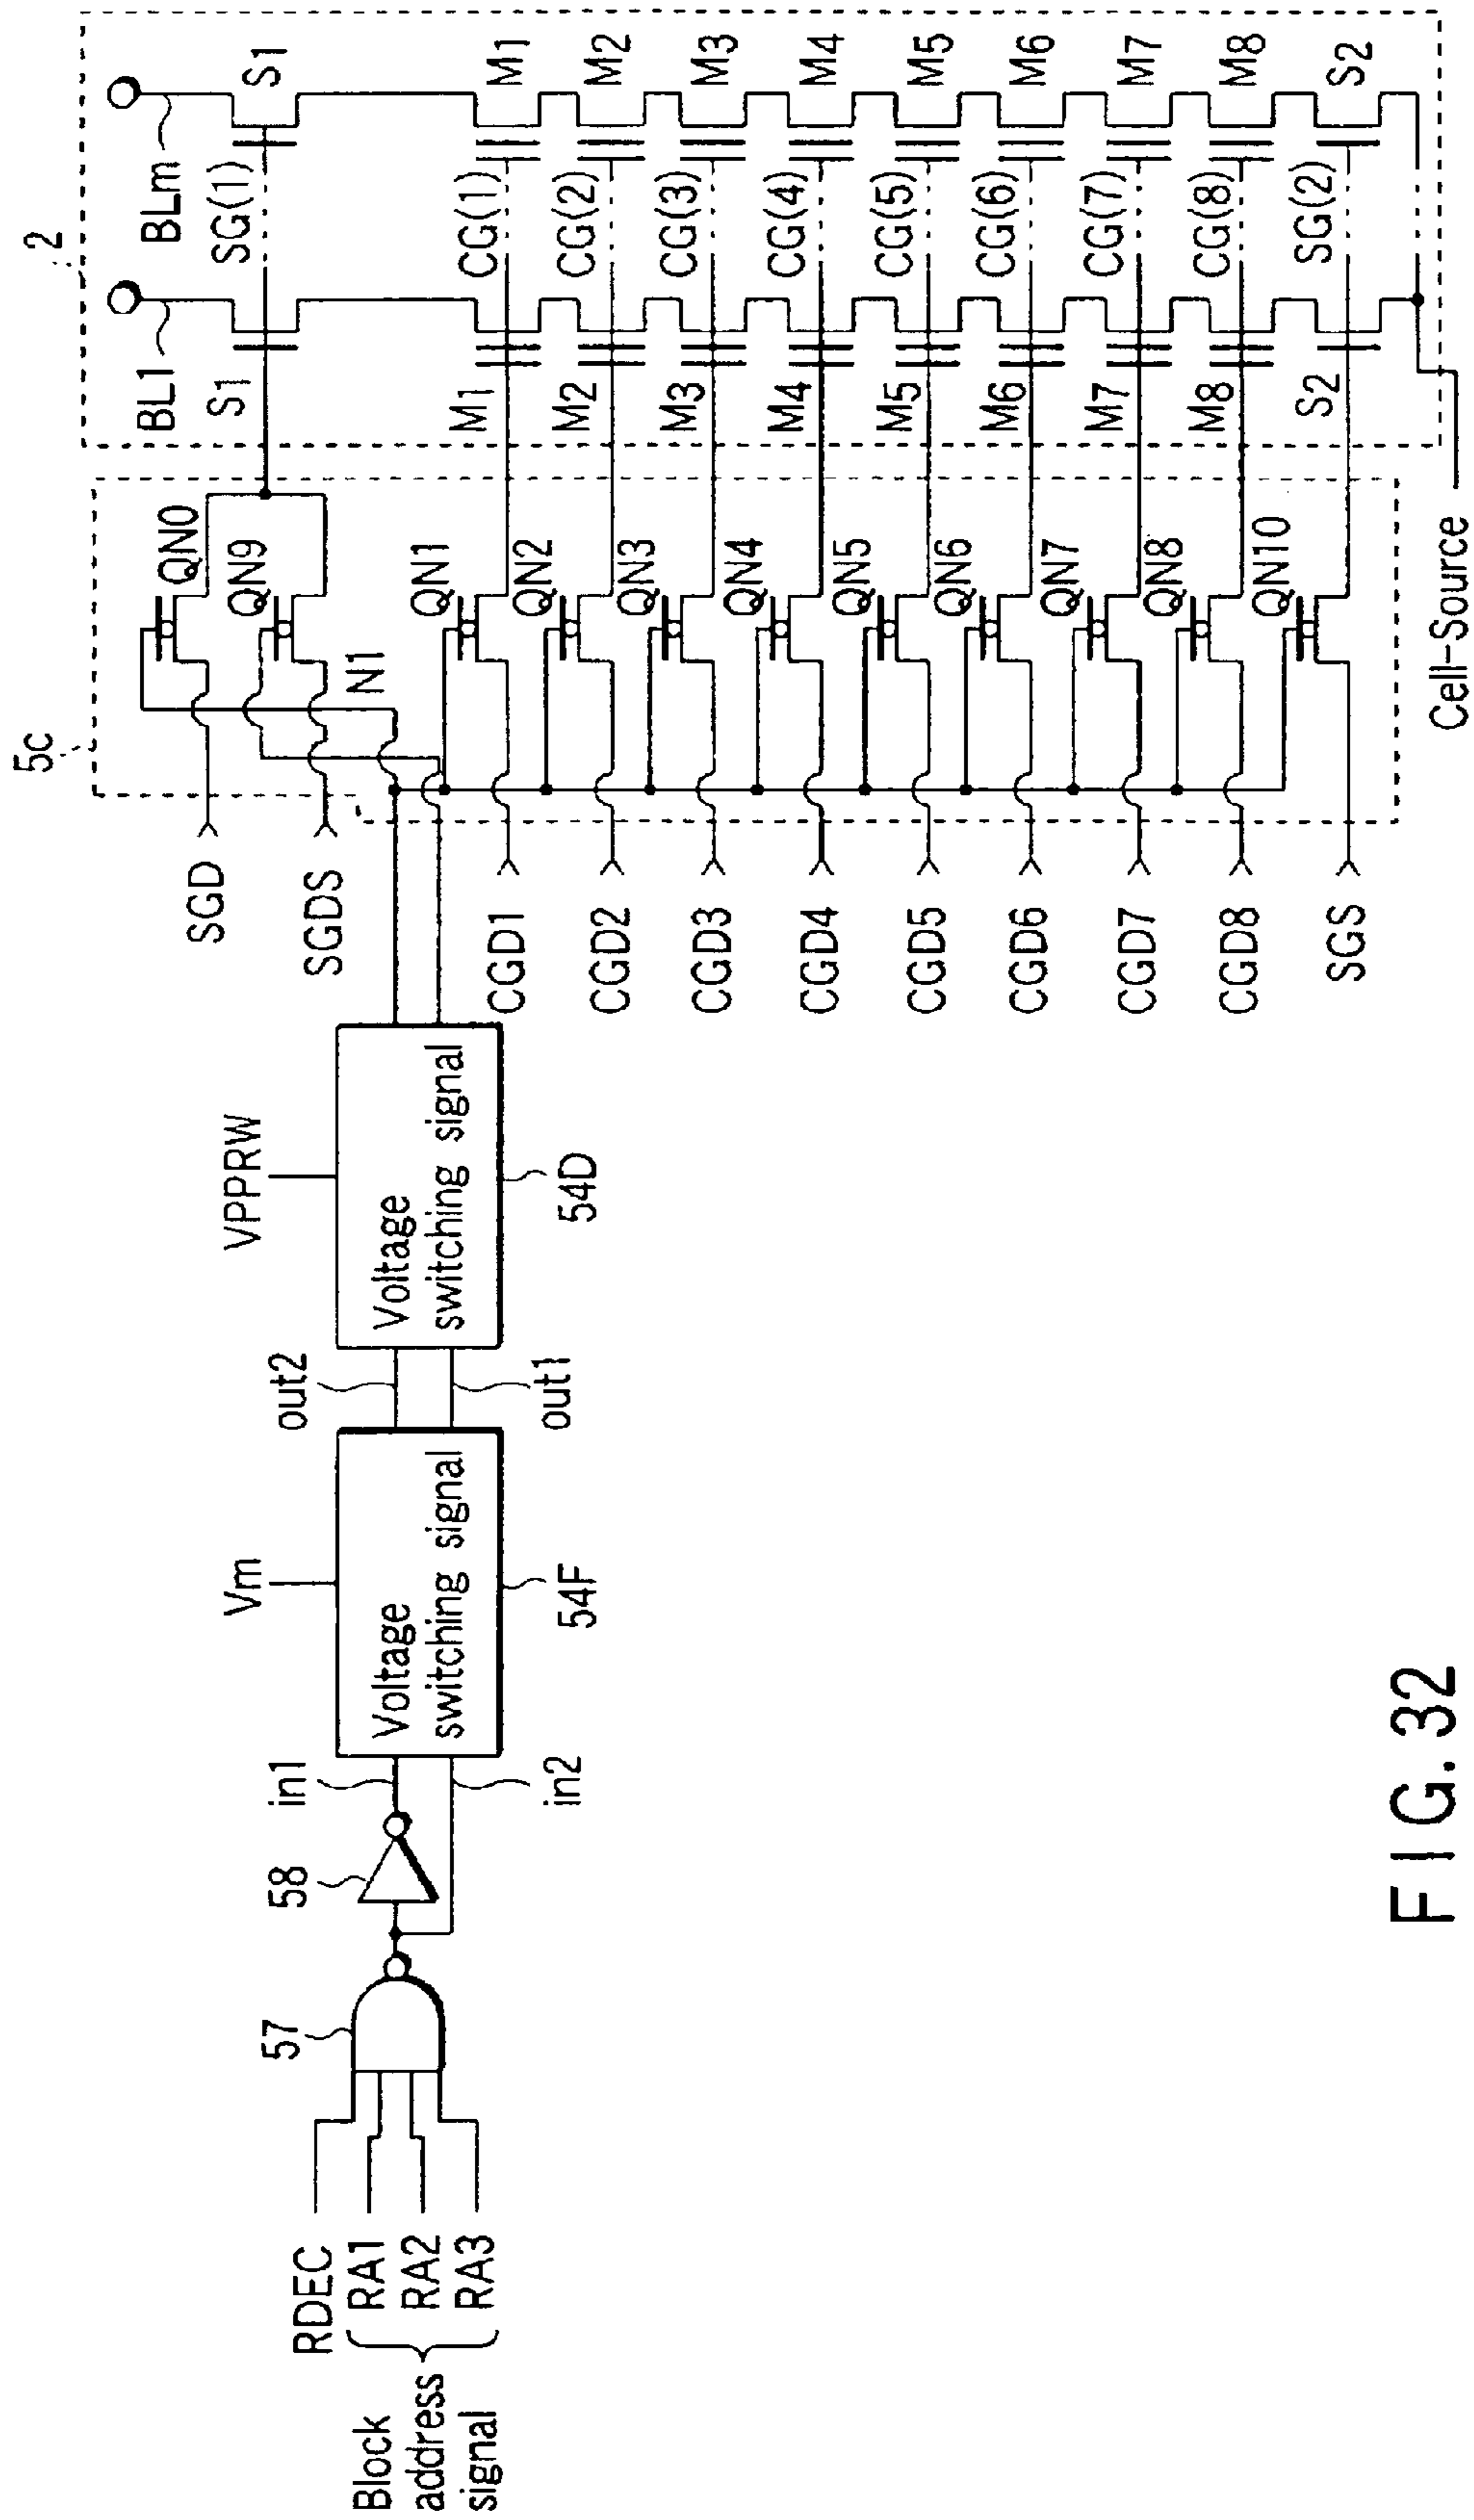 Block
address
signal
RDEC
RA1
RA2
RA3
57
58
in1
in2
Vm
Voltage
switching signal
54F
out2
out1
VPPRW
Voltage
switching signal
54D
SGD
SGDS
CGD1
CGD2
CGD3
CGD4
CGD5
CGD6
CGD7
CGD8
SGS
5c
N1
QN0
QN9
QN1
QN2
QN3
QN4
QN5
QN6
QN7
QN8
QN10
2
BL1
S1
M1
M2
M3
M4
M5
M6
M7
M8
S2
BLm
SG(1)
CG(1)
CG(2)
CG(3)
CG(4)
CG(5)
CG(6)
CG(7)
CG(8)
SG(2)
S1
M1
M2
M3
M4
M5
M6
M7
M8
S2
Cell-Source
FIG. 32